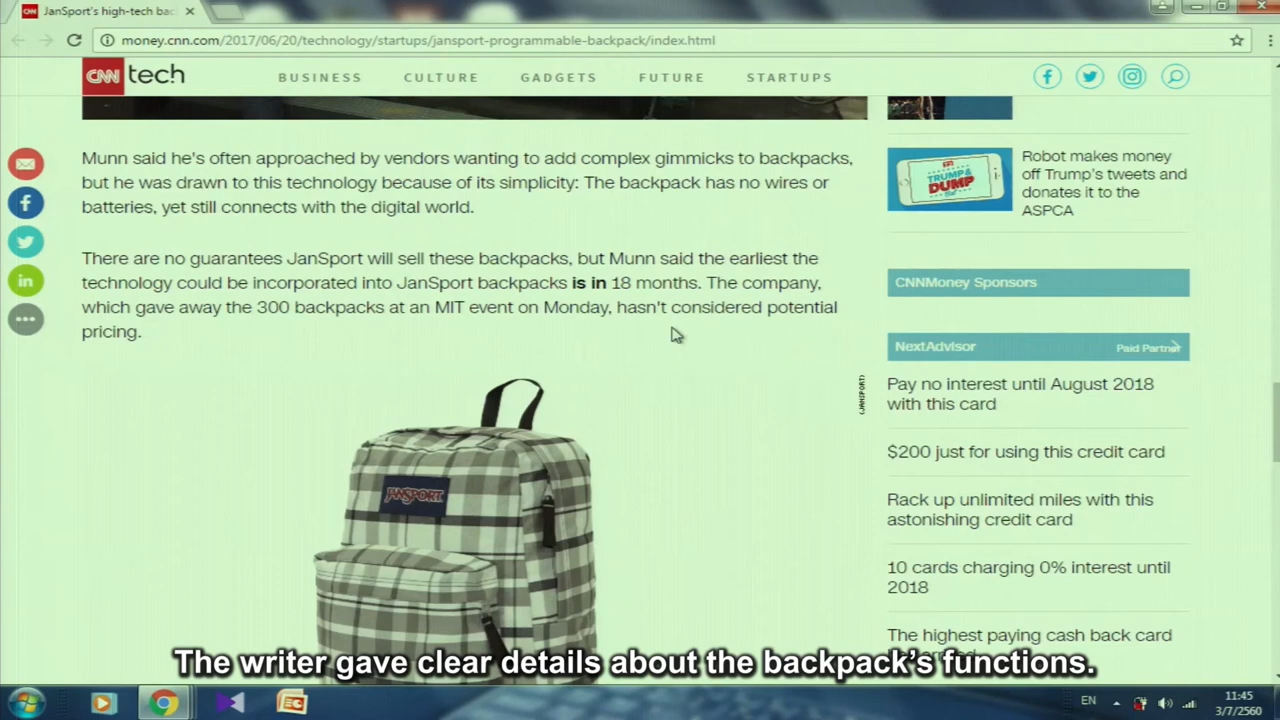 JanSport's high-tech bac
money.cnn.com/2017/06/20/technology/startups/jansport-programmable-backpack/index.html
CNN tech
BUSINESS CULTURE GADGETS FUTURE STARTUPS
Munn said he's often approached by vendors wanting to add complex gimmicks to backpacks,
but he was drawn to this technology because of its simplicity: The backpack has no wires or
batteries, yet still connects with the digital world.
There are no guarantees JanSport will sell these backpacks, but Munn said the earliest the
technology could be incorporated into JanSport backpacks is in 18 months. The company,
which gave away the 300 backpacks at an MIT event on Monday, hasn't considered potential
pricing.
(JANSPORT)
JANSPORT
TRUMP &
DUMP
Robot makes money
off Trump's tweets and
donates it to the
ASPCA
CNNMoney Sponsors
NextAdvisor Paid Partner
Pay no interest until August 2018
with this card
$200 just for using this credit card
Rack up unlimited miles with this
astonishing credit card
10 cards charging 0% interest until
2018
The highest paying cash back card
The writer gave clear details about the backpack's functions.
EN
11:45
3/7/2560